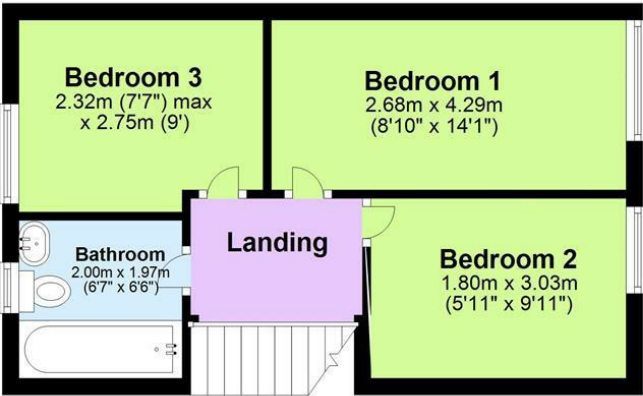 Bedroom 3
2.32m (7'7") max
x 2.75m (9')
Bedroom 1
2.68m x 4.29m
(8'10" x 14'1")
Landing
Bathroom
2.00m x 1.97m
(6'7" x 6'6")
Bedroom 2
1.80m x 3.03m
(5'11" x 9'11")